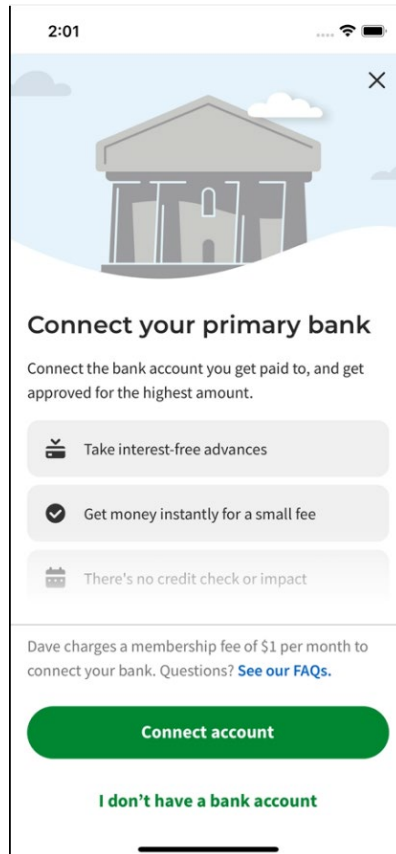 2:01
Connect your primary bank
Connect the bank account you get paid to, and get
approved for the highest amount.
Take interest-free advances
Get money instantly for a small fee
There's no credit check or impact
Dave charges a membership fee of $1 per month to
connect your bank. Questions? See our FAQs.
Connect account
I don’t have a bank account